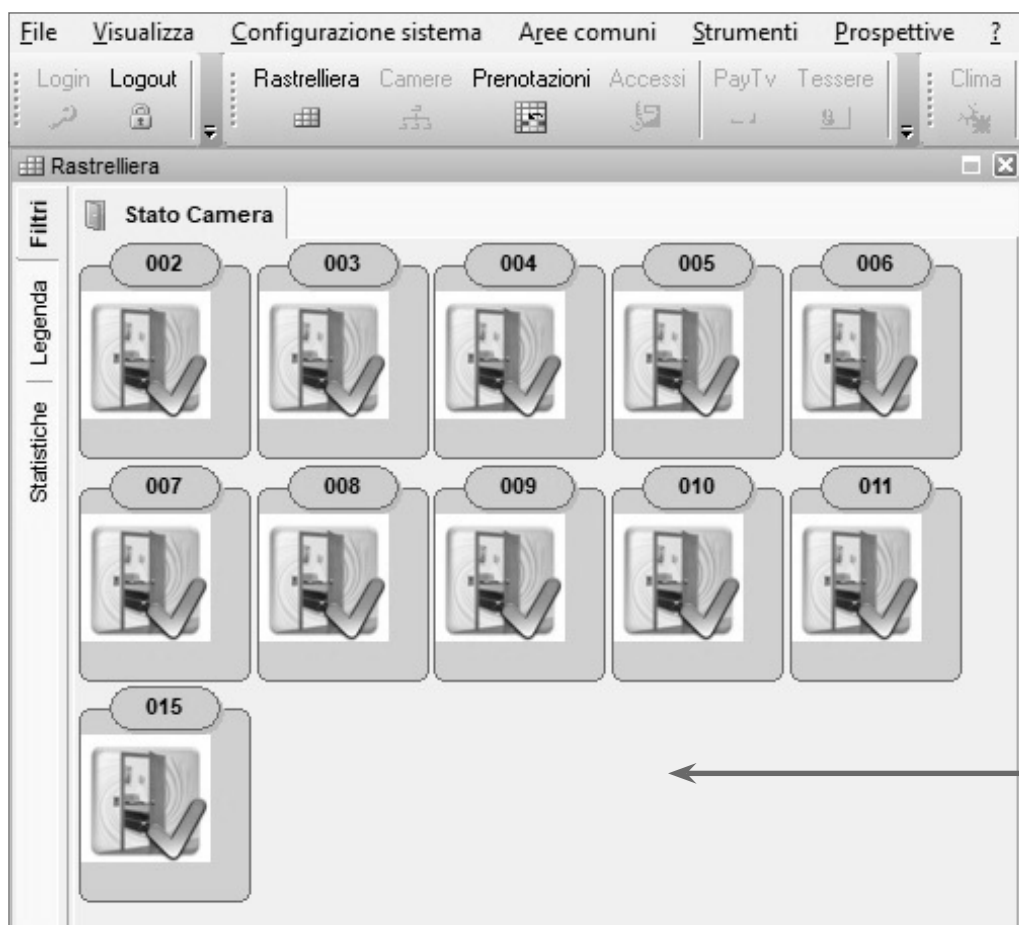 File Visualizza Configurazione sistema Aree comuni Strumenti Prospettive ?
Login Logout Rastrelliera Camere Prenotazioni Accessi PayTv Tessere Clima
Rastrelliera
Filtri
Legenda
Statistiche
Stato Camera
002 003 004 005 006
007 008 009 010 011
015